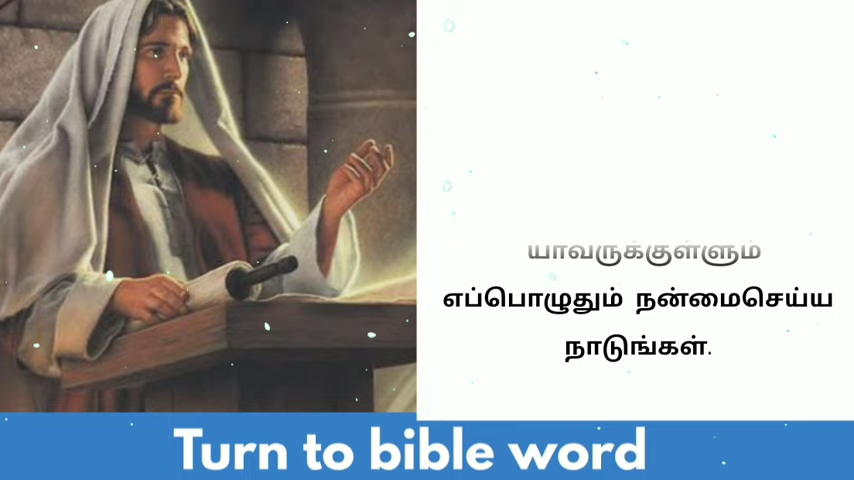 யாவருக்குள்ளும்
எப்பொழுதும் நன்மைசெய்ய
நாடுங்கள்.
Turn to bible word